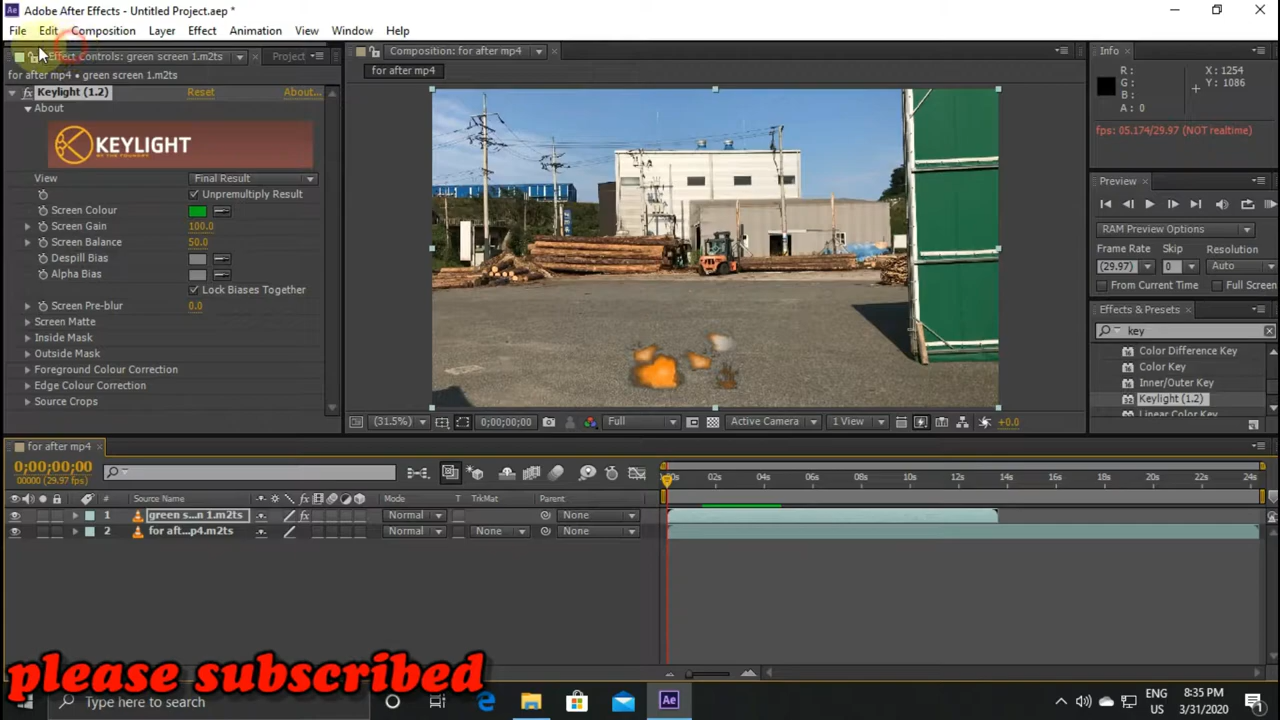 Adobe After Effects - Untitled Project.aep *
File Edit Composition Layer Effect Animation View Window Help
Effect Controls: green screen 1.m2ts Project
for after mp4 • green screen 1.m2ts
Keylight (1.2) Reset About...
About
KEYLIGHT
BY THE FOUNDRY
View Final Result
Unpremultiply Result
Screen Colour
Screen Gain 100.0
Screen Balance 50.0
Despill Bias
Alpha Bias
Lock Biases Together
Screen Pre-blur 0.0
Screen Matte
Inside Mask
Outside Mask
Foreground Colour Correction
Edge Colour Correction
Source Crops
Composition: for after mp4
for after mp4
(31.5%) 0;00;00;00 Full Active Camera 1 View +0.0
Info
R: X: 1254
G: Y: 1086
B:
A: 0
fps: 05.174/29.97 (NOT realtime)
Preview
RAM Preview Options
Frame Rate Skip Resolution
(29.97) 0 Auto
From Current Time Full Screen
Effects & Presets
key
Color Difference Key
Color Key
Inner/Outer Key
Keylight (1.2)
Linear Color Key
for after mp4
0;00;00;00
00000 (29.97 fps)
02s 04s 06s 08s 10s 12s 14s 16s 18s 20s 22s 24s
# Source Name Mode T TrkMat Parent
1 green s...n 1.m2ts Normal None
2 for aft...p4.m2ts Normal None None
please subscribed
Type here to search
Ae
ENG
US
8:35 PM
3/31/2020